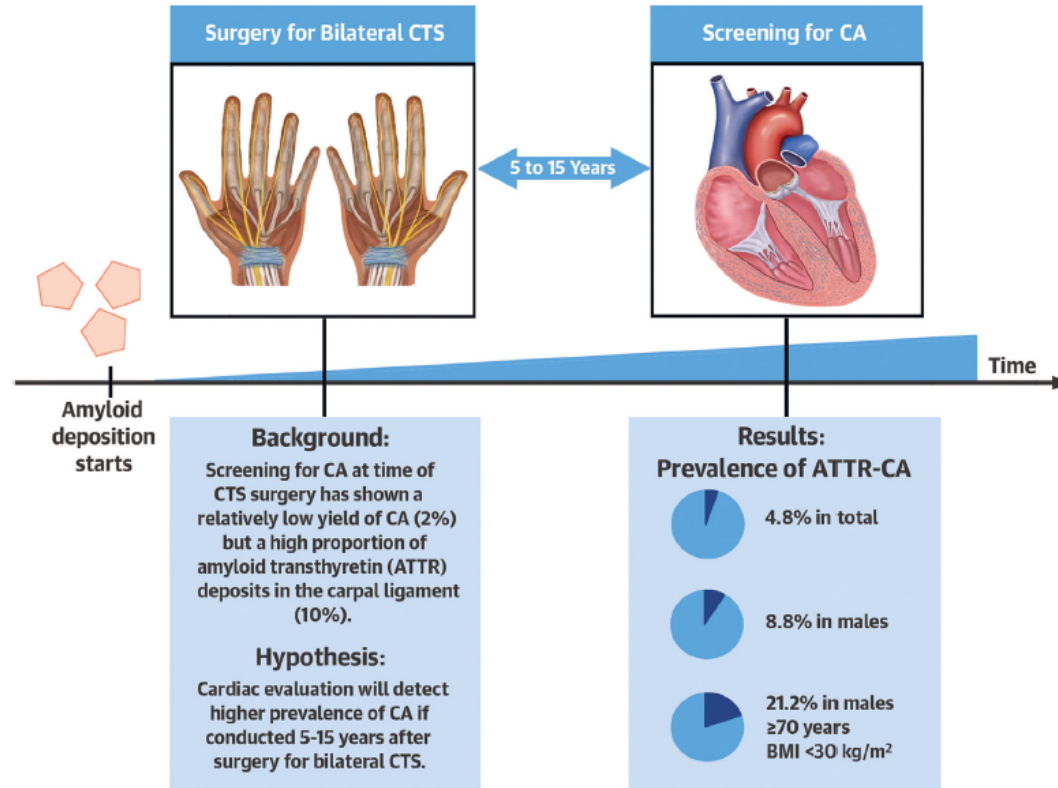 Surgery for Bilateral CTS
Screening for CA
5 to 15 Years
Time
Amyloid
deposition
starts
Background:
Screening for CA at time of
CTS surgery has shown a
relatively low yield of CA (2%)
but a high proportion of
amyloid transthyretin (ATTR)
deposits in the carpal ligament
(10%).
Hypothesis:
Cardiac evaluation will detect
higher prevalence of CA if
conducted 5-15 years after
surgery for bilateral CTS.
Results:
Prevalence of ATTR-CA
4.8% in total
8.8% in males
21.2% in males
≥70 years
BMI <30 kg/m²